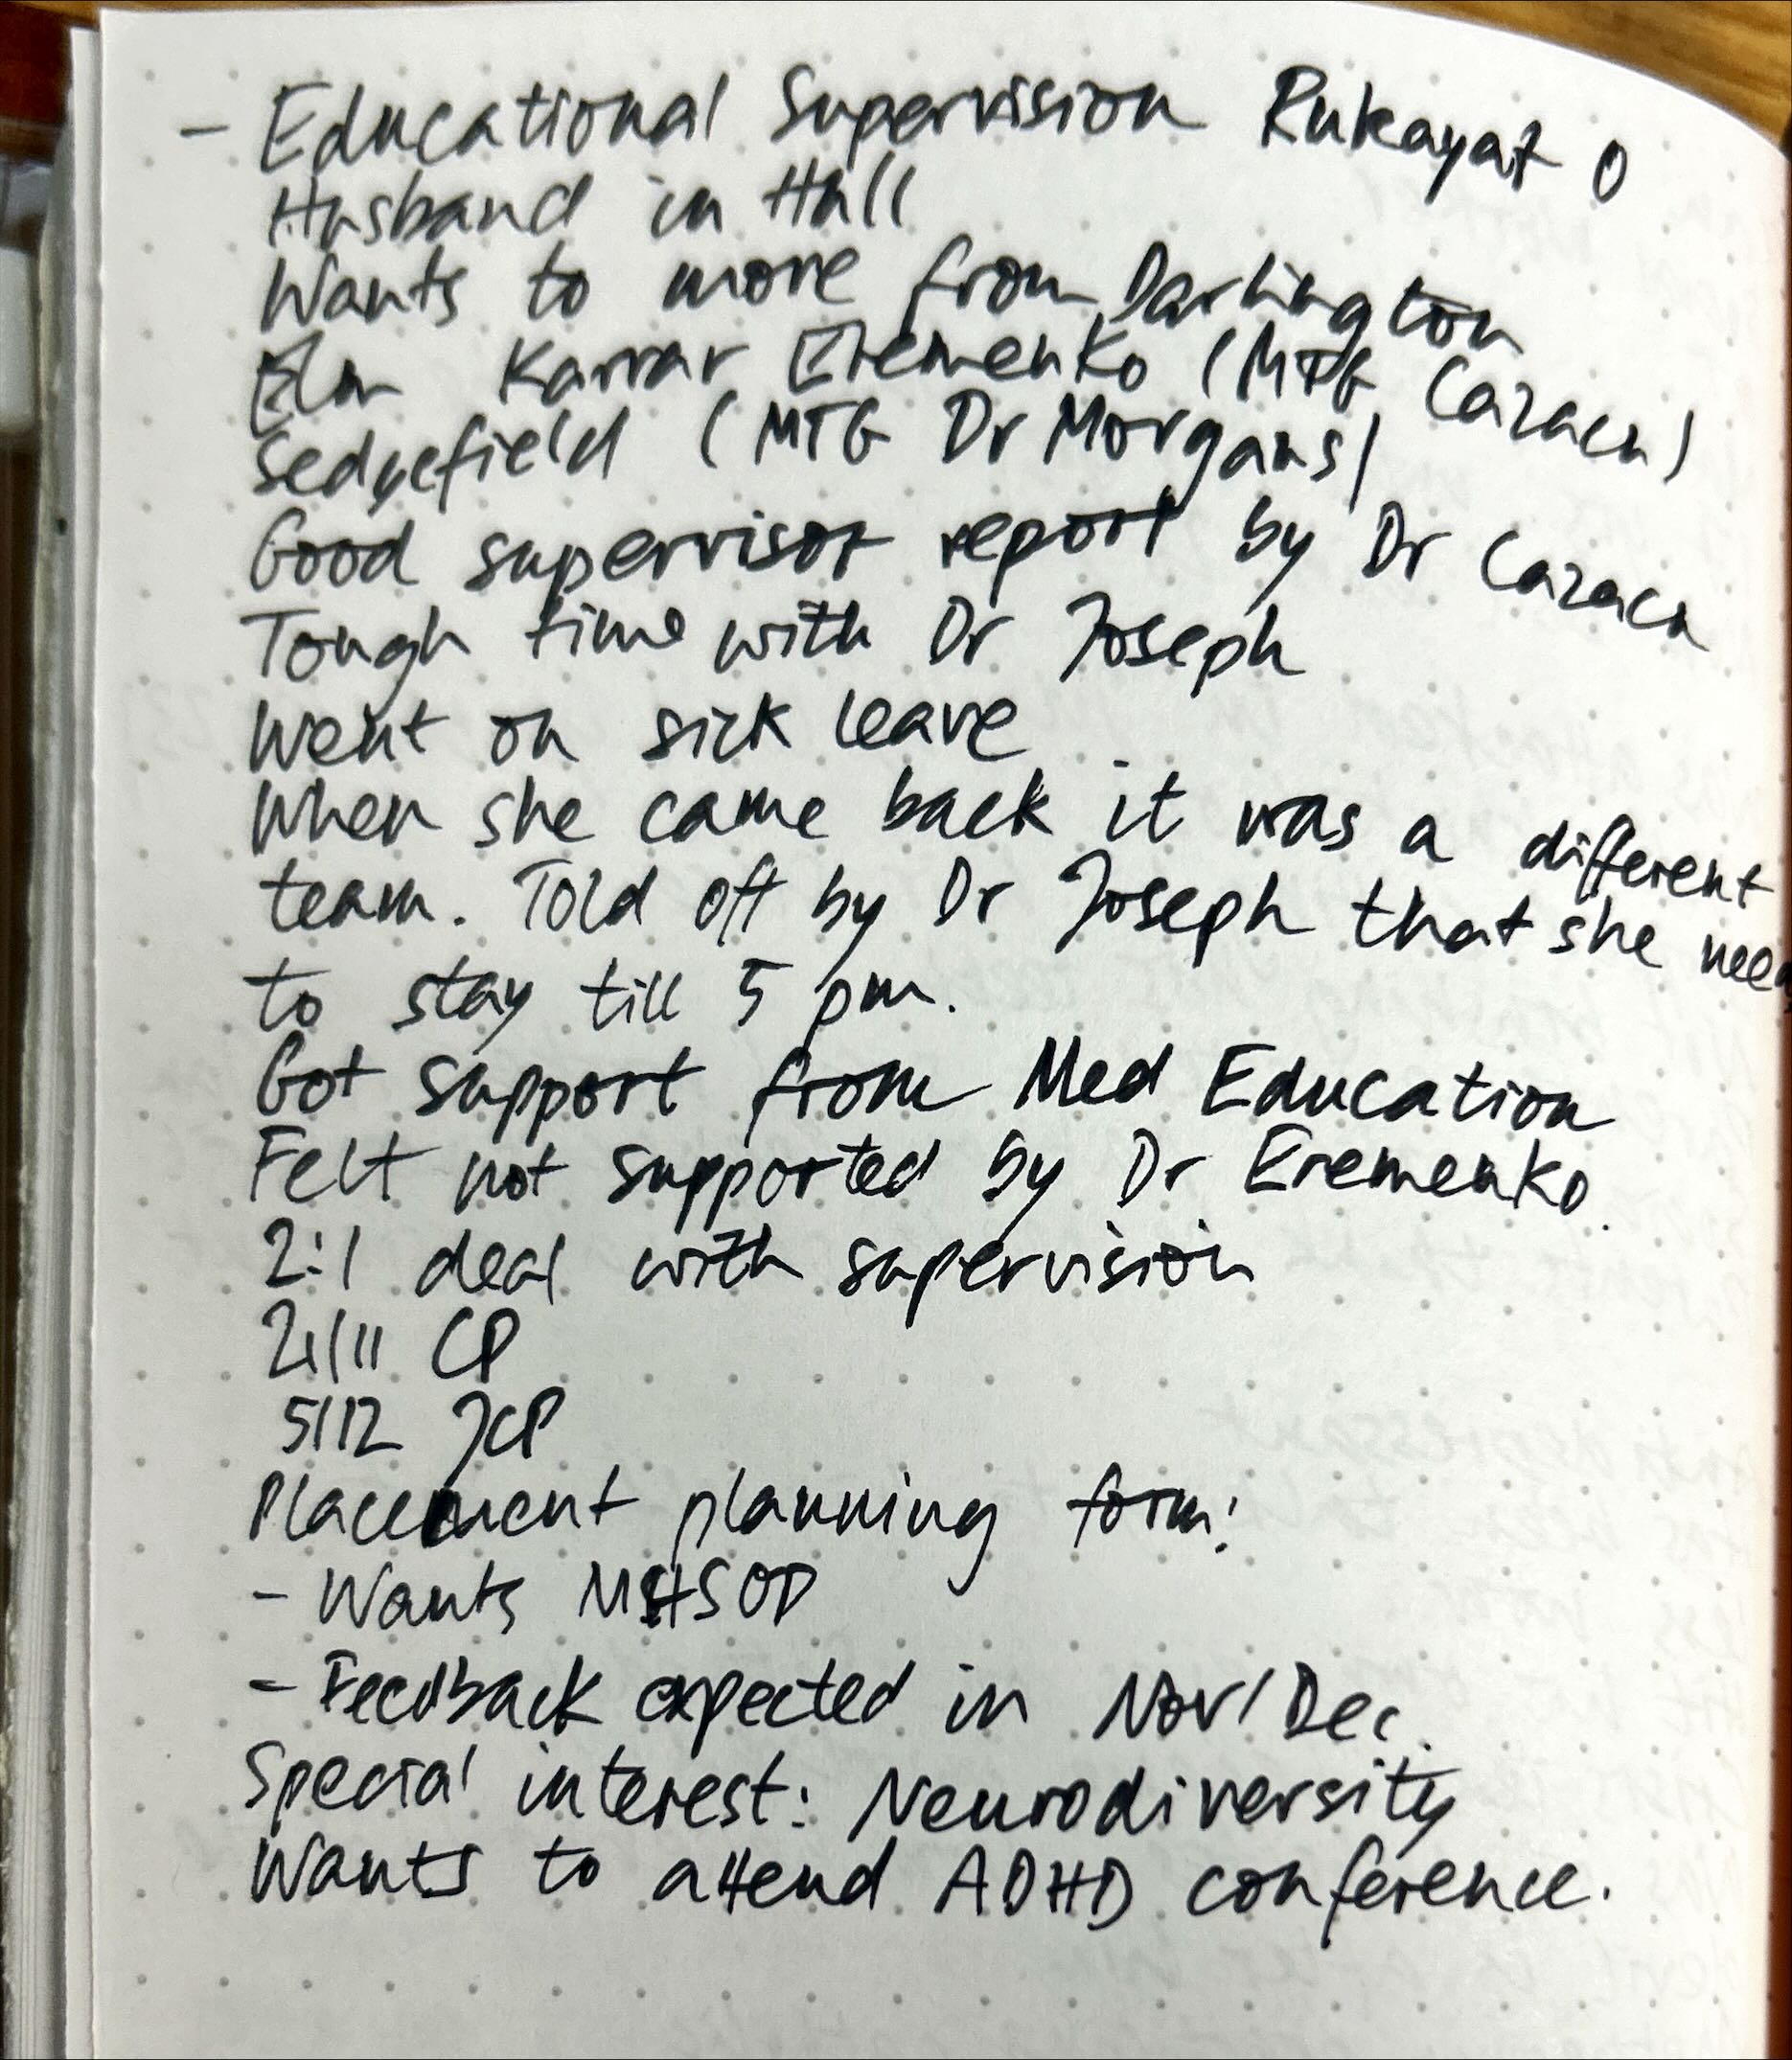 - Educational Supervision Rukayat O
Husband in Hull
Wants to move from Darlington
Elm Karrar Eremenko (MTG Cazacu)
Sedgefield (MTG Dr Morgans)
Good supervisor report by Dr Cazacu
Tough time with Dr Joseph
Went on sick leave
When she came back it was a different
team. Told off by Dr Joseph that she need
to stay till 5 pm.
Got support from Med Education
Felt not supported by Dr Eremenko.
2:1 deal with supervision
21/11 CP
5/12 JCP
Placement planning form:
- Wants MHSOP
- Feedback expected in Nov/Dec.
Special interest: Neurodiversity
Wants to attend ADHD conference.